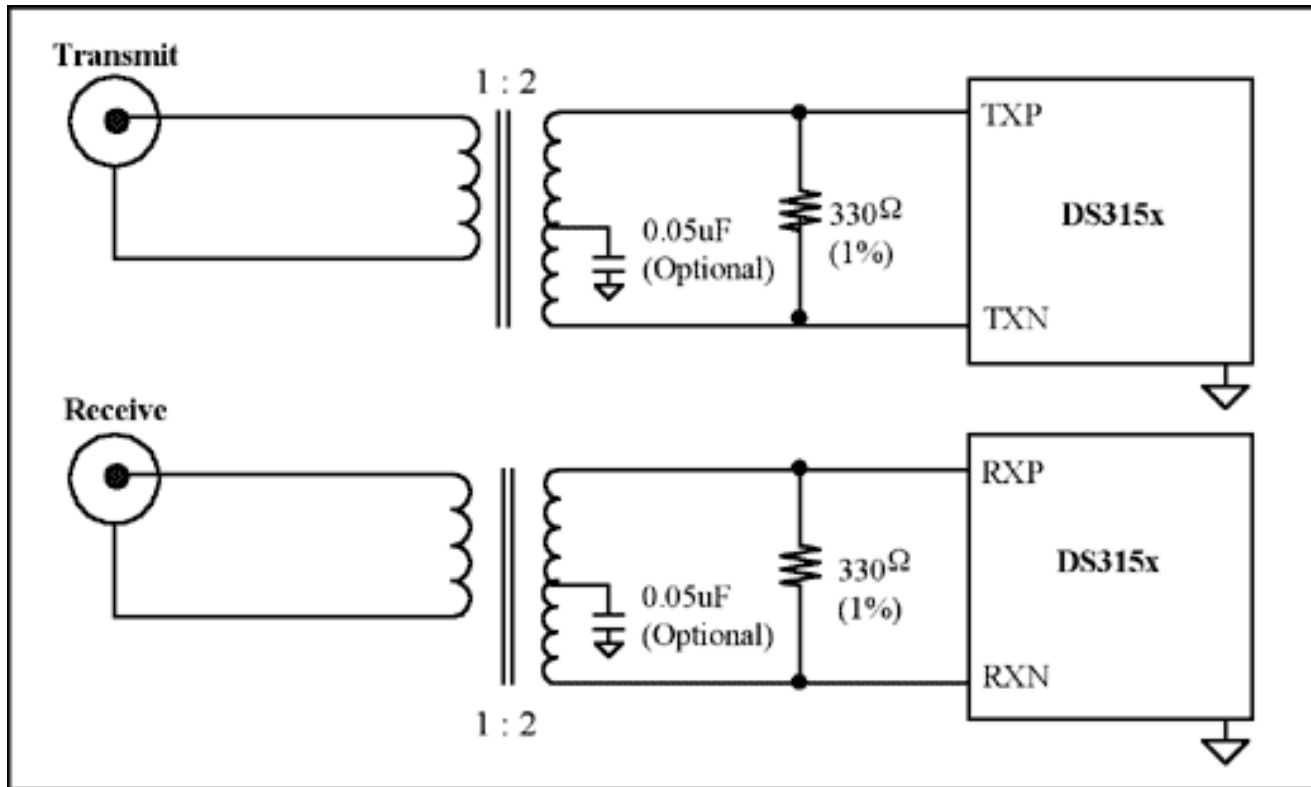 Transmit
1 : 2
TXP
0.05uF
(Optional)
330Ω
(1%)
DS315x
TXN
Receive
RXP
0.05uF
(Optional)
330Ω
(1%)
DS315x
RXN
1 : 2